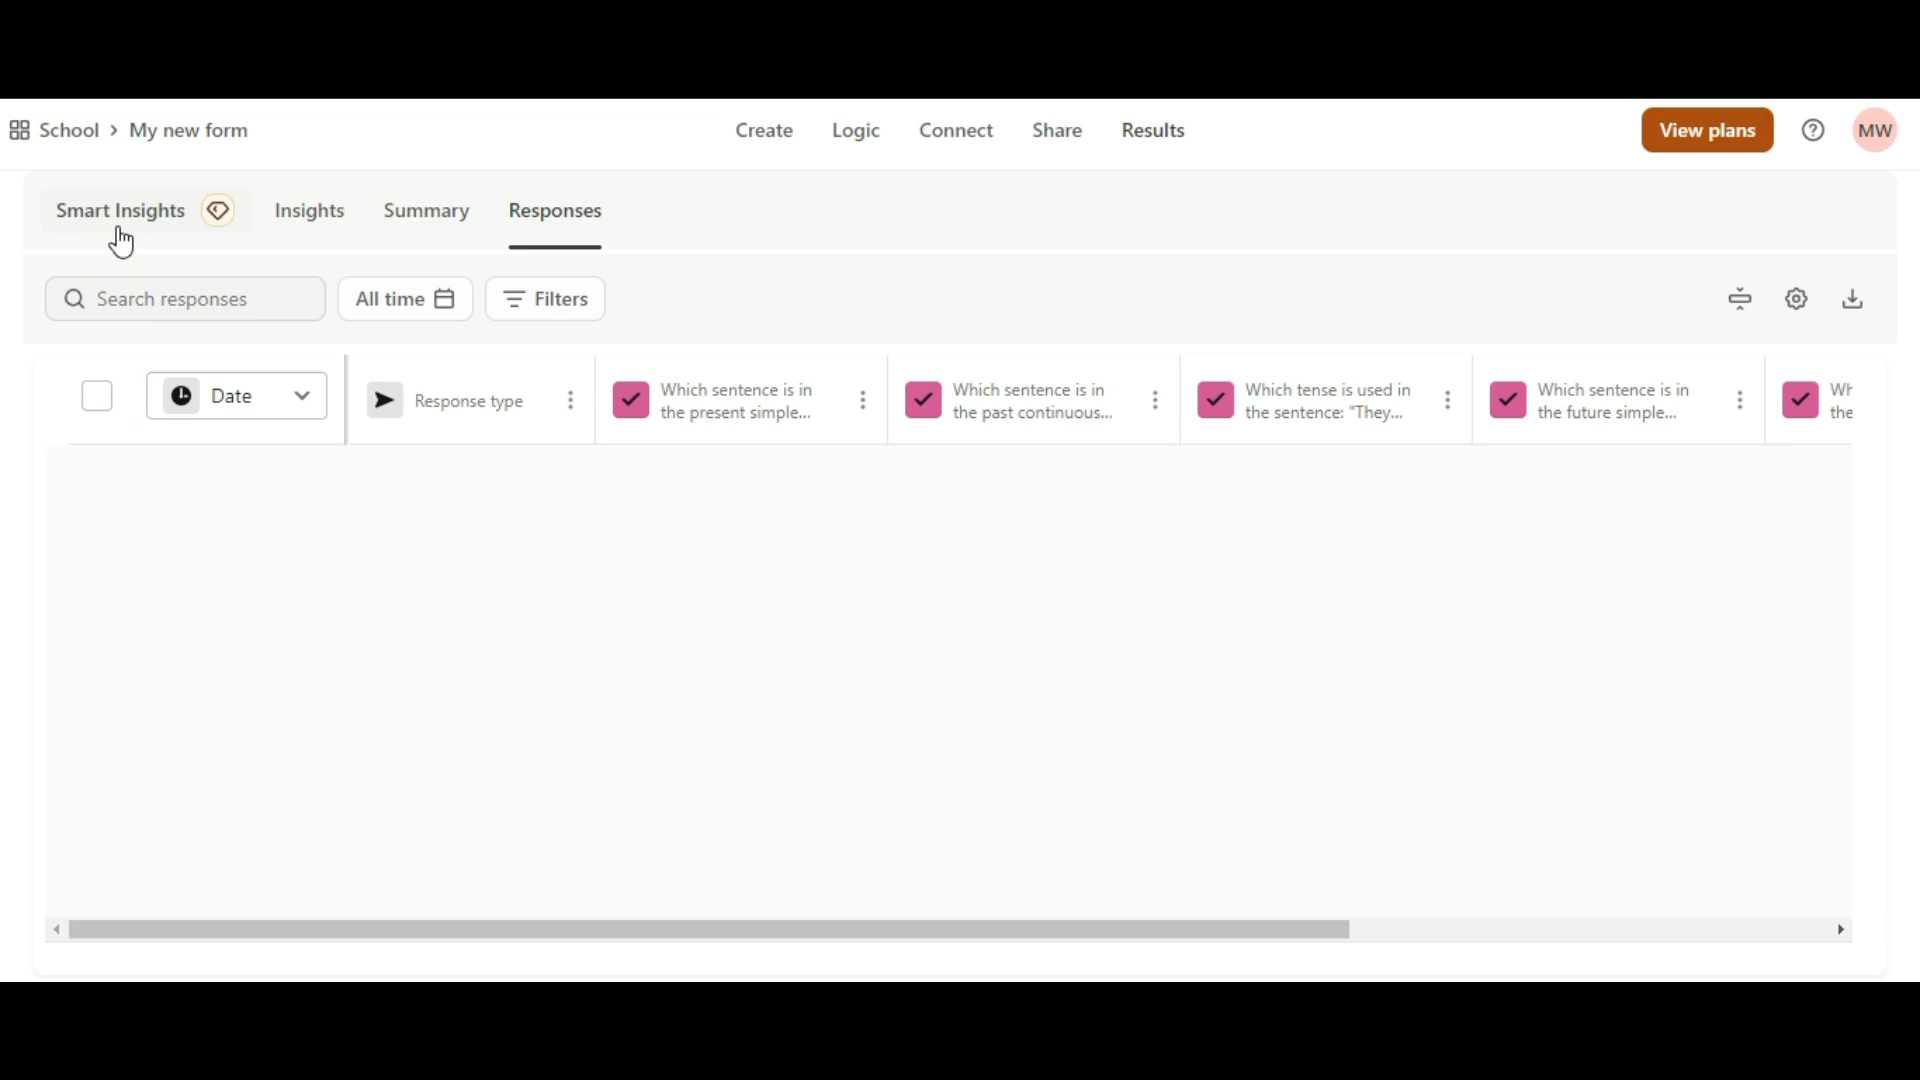 School > My new form
Create
Logic
Connect
Share
Results
View plans
MW
Smart Insights
Insights
Summary
Responses
Search responses
All time
Filters
Date
Response type
Which sentence is in
the present simple...
Which sentence is in
the past continuous...
Which tense is used in
the sentence: "They...
Which sentence is in
the future simple...
Wh
the